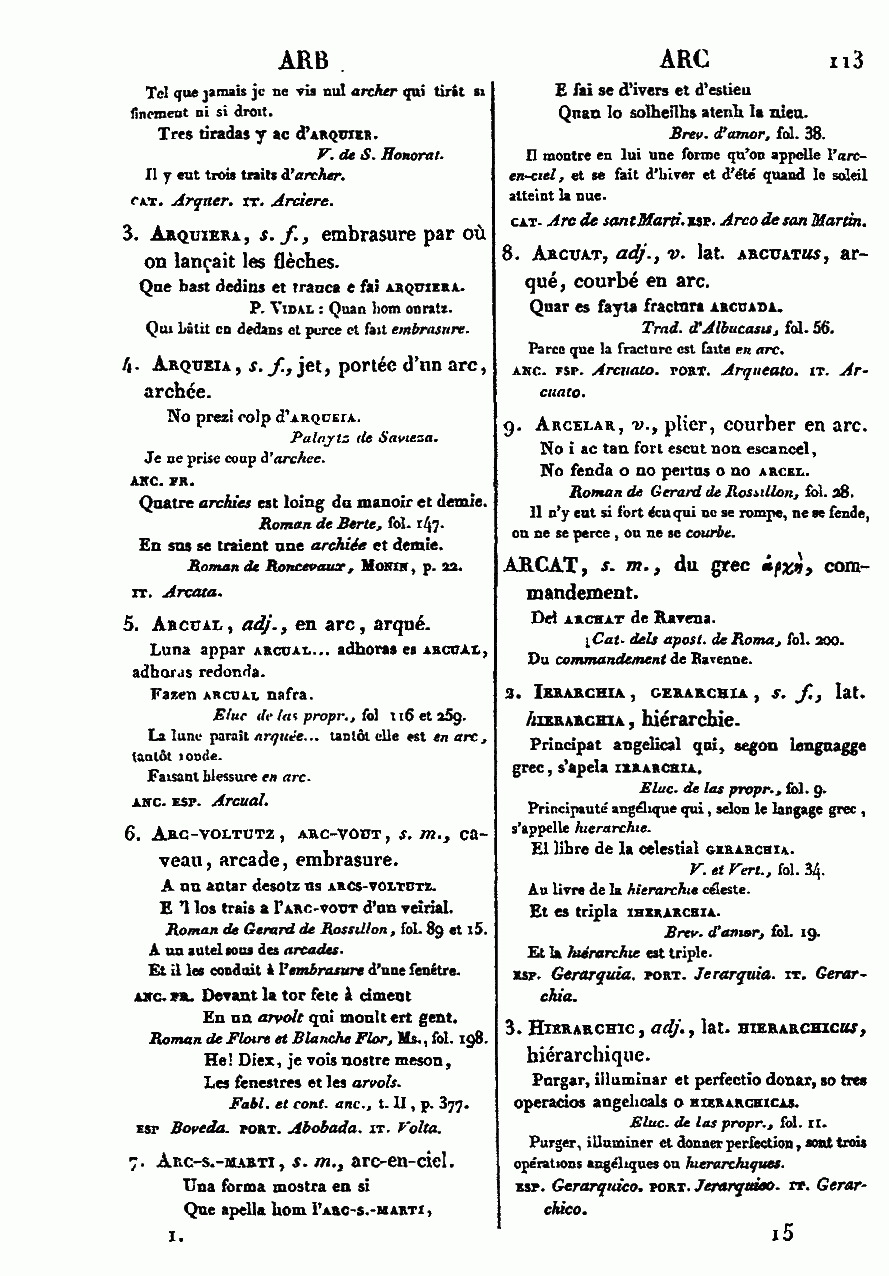 ARB
ARC
113
Tel que jamais je ne vis nul archer qui tirât si
finement ni si droit.
Tres tiradas y ac d'ARQUIER.
V. de S. Honorat.
Il y eut trois traits d'archer.
CAT. Arquer. IT. Arciere.
3. ARQUIERA, s. f., embrasure par où
on lançait les flèches.
Que bast dedins et tranca e fai ARQUIERA.
P. VIDAL : Quan hom onratz.
Qui bâtit en dedans et perce et fait embrasure.
4. ARQUEIA, s. f., jet, portée d'un arc,
archée.
No prezi colp d'ARQUEIA.
Palaytz de Savieza.
Je ne prise coup d'archee.
ANC. FR.
Quatre archies est loing du manoir et demie.
Roman de Berte, fol. 147.
En sus se traient une archiée et demie.
Roman de Roncevaux, MONIN, p. 22.
IT. Arcata.
5. ARCUAL, adj., en arc, arqué.
Luna appar ARCUAL... adhoras es ARCUAL,
adhoras redonda.
Fazen ARCUAL nafra.
Eluc de las propr., fol 116 et 259.
La lune paraît arquée... tantôt elle est en arc,
tantôt ronde.
Faisant blessure en arc.
ANC. ESP. Arcual.
6. ARC-VOLTUTZ, ARC-VOUT, s. m., ca-
veau, arcade, embrasure.
A un autar desotz us ARCS-VOLTUTZ.
E 'l los trais a l'ARC-VOUT d'un veirial.
Roman de Gerard de Rossillon, fol. 89 et 15.
A un autel sous des arcades.
Et il les conduit à l'embrasure d'une fenêtre.
ANC. FR. Devant la tor fete à ciment
En un arvolt qui moult ert gent.
Roman de Floire et Blanche Flor, Ms., fol. 198.
He! Diex, je vois nostre meson,
Les fenestres et les arvols.
Fabl. et cont. anc., t. II, p. 377.
ESP Boveda. PORT. Abobada. IT. Volta.
7. ARC-S.-MARTI, s. m., arc-en-ciel.
Una forma mostra en si
Que apella hom l'ARC-S.-MARTI,
I.
E fai se d'ivers et d'estieu
Quan lo solheilhs atenh la nieu.
Brev. d'amor, fol. 38.
Il montre en lui une forme qu'on appelle l'arc-
en-ciel, et se fait d'hiver et d'été quand le soleil
atteint la nue.
CAT. Arc de sant Marti. ESP. Arco de san Martin.
8. ARCUAT, adj., v. lat. ARCUATus, ar-
qué, courbé en arc.
Quar es fayta fractura ARCUADA.
Trad. d'Albucasis, fol. 56.
Parce que la fracture est faite en arc.
ANC. ESP. Arcuato. PORT. Arqueato. IT. Ar-
cuato.
9. ARCELAR, v., plier, courber en arc.
No i ac tan fort escut non escancel,
No fenda o no pertus o no ARCEL.
Roman de Gerard de Rossillon, fol. 28.
Il n'y eut si fort écu qui ne se rompe, ne se fende,
ou ne se perce, ou ne se courbe.
ARCAT, s. m., du grec ἀρχὴ, com-
mandement.
Del ARCHAT de Ravena.
Cat. dels apost. de Roma, fol. 200.
Du commandement de Ravenne.
2. IERARCHIA, GERARCHIA, s. f., lat.
hIERARCHIA, hiérarchie.
Principat angelical qui, segon lenguagge
grec, s'apela IERARCHIA.
Eluc. de las propr., fol. 9.
Principauté angélique qui, selon le langage grec,
s'appelle hierarchie.
El libre de la celestial GERARCHIA.
V. et Vert., fol. 34.
Au livre de la hierarchie céleste.
Et es tripla IHERARCHIA.
Brev. d'amor, fol. 19.
Et la hiérarchie est triple.
ESP. Gerarquia. PORT. Jerarquia. IT. Gerar-
chia.
3. HIERARCHIC, adj., lat. HIERARCHICus,
hiérarchique.
Purgar, illuminar et perfectio donar, so tres
operacios angelicals o HIERARCHICAS.
Eluc. de las propr., fol. 11.
Purger, illuminer et donner perfection, sont trois
opérations angéliques ou hierarchiques.
ESP. Gerarquico. PORT. Jerarquico. IT. Gerar-
chico.
15